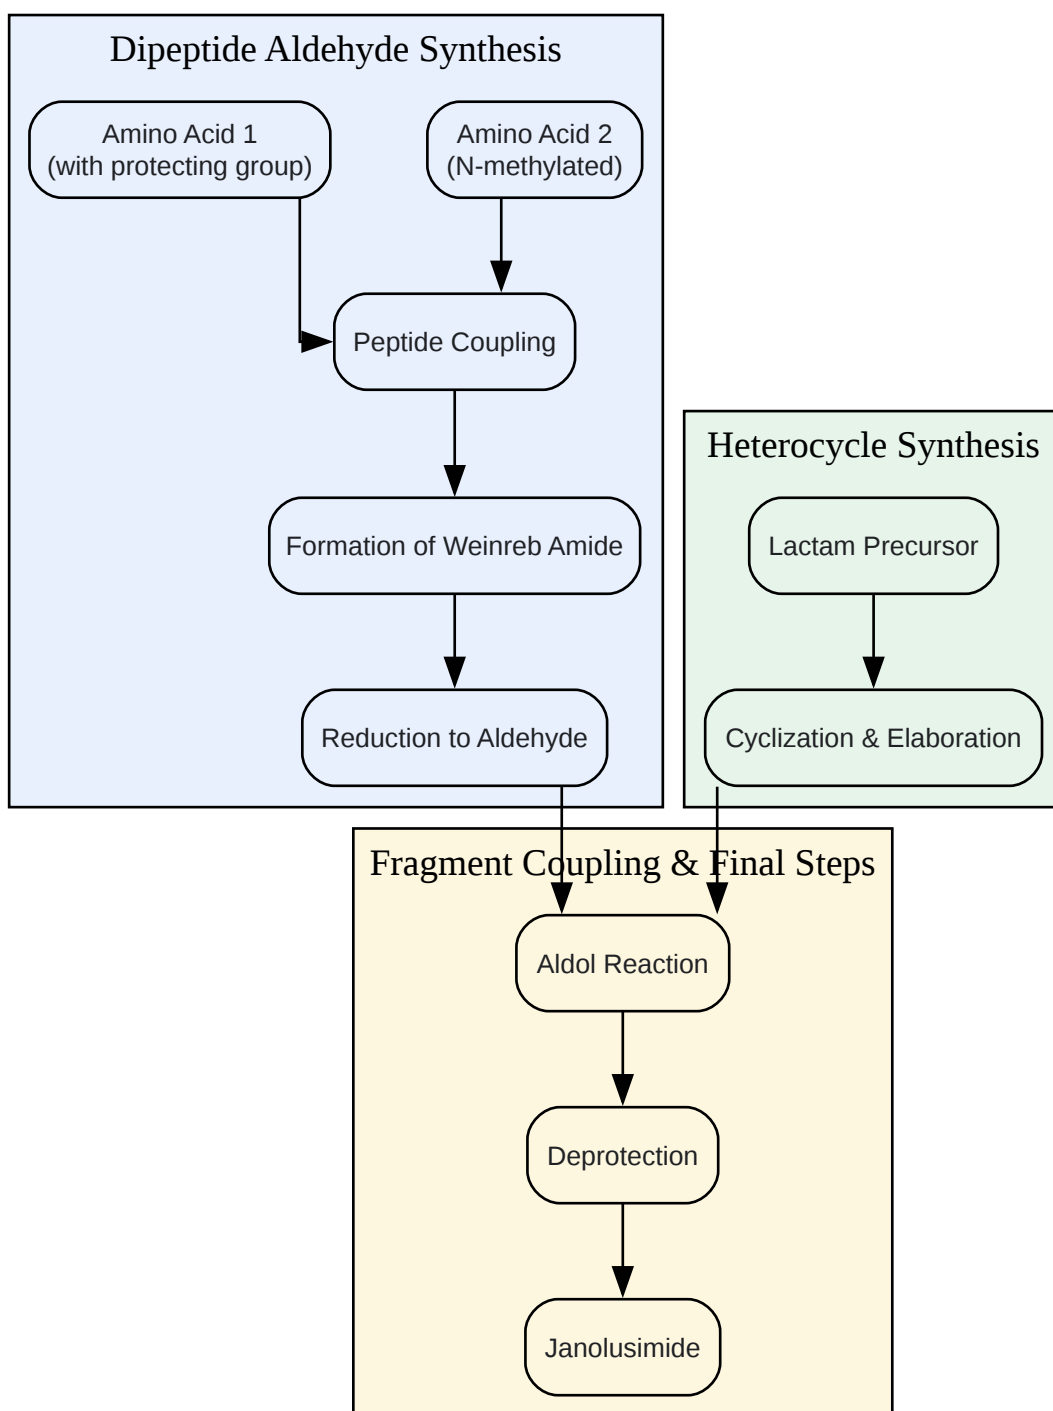 Dipeptide Aldehyde Synthesis
Amino Acid 1
(with protecting group)
Amino Acid 2
(N-methylated)
Peptide Coupling
Formation of Weinreb Amide
Reduction to Aldehyde
Heterocycle Synthesis
Lactam Precursor
Cyclization & Elaboration
Fragment Coupling & Final Steps
Aldol Reaction
Deprotection
Janolusimide